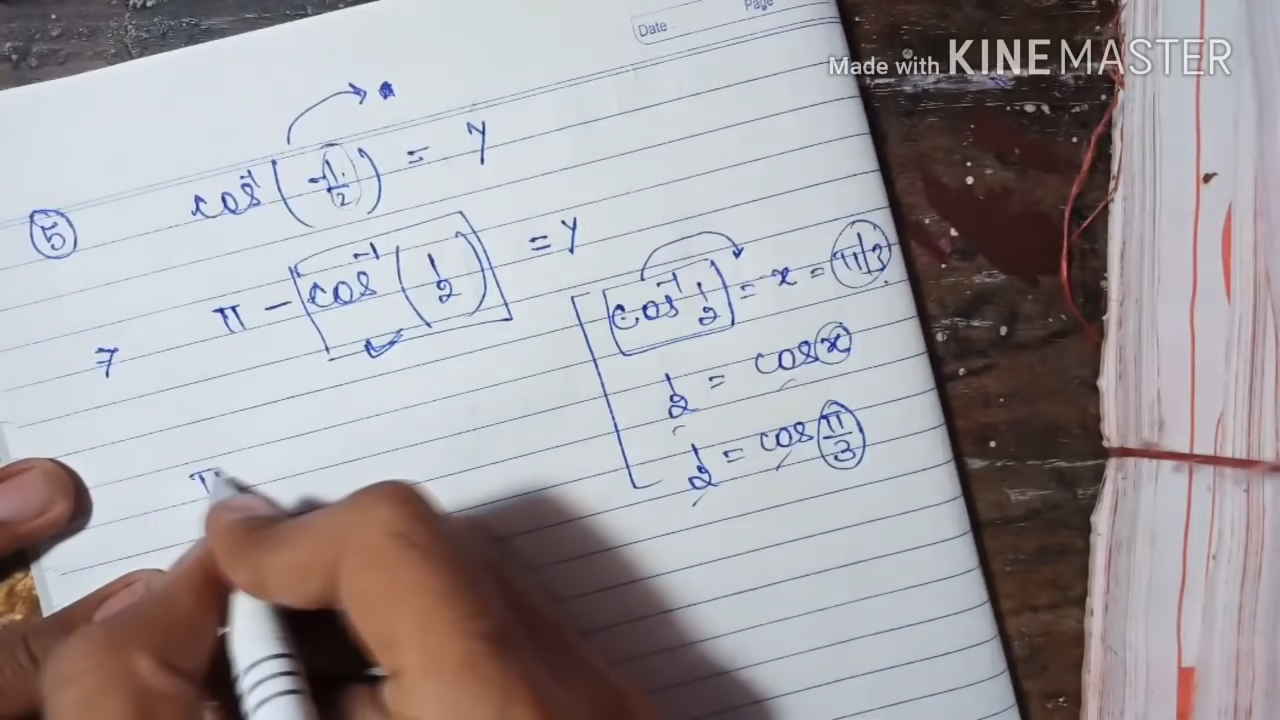 Date Page
Made with KINEMASTER
⑤ cos⁻¹(-1/2) = y
π - cos⁻¹(1/2) = y
7
cos⁻¹ 1/2 = x = π/3
1/2 = cos x
1/2 = cos π/3
π